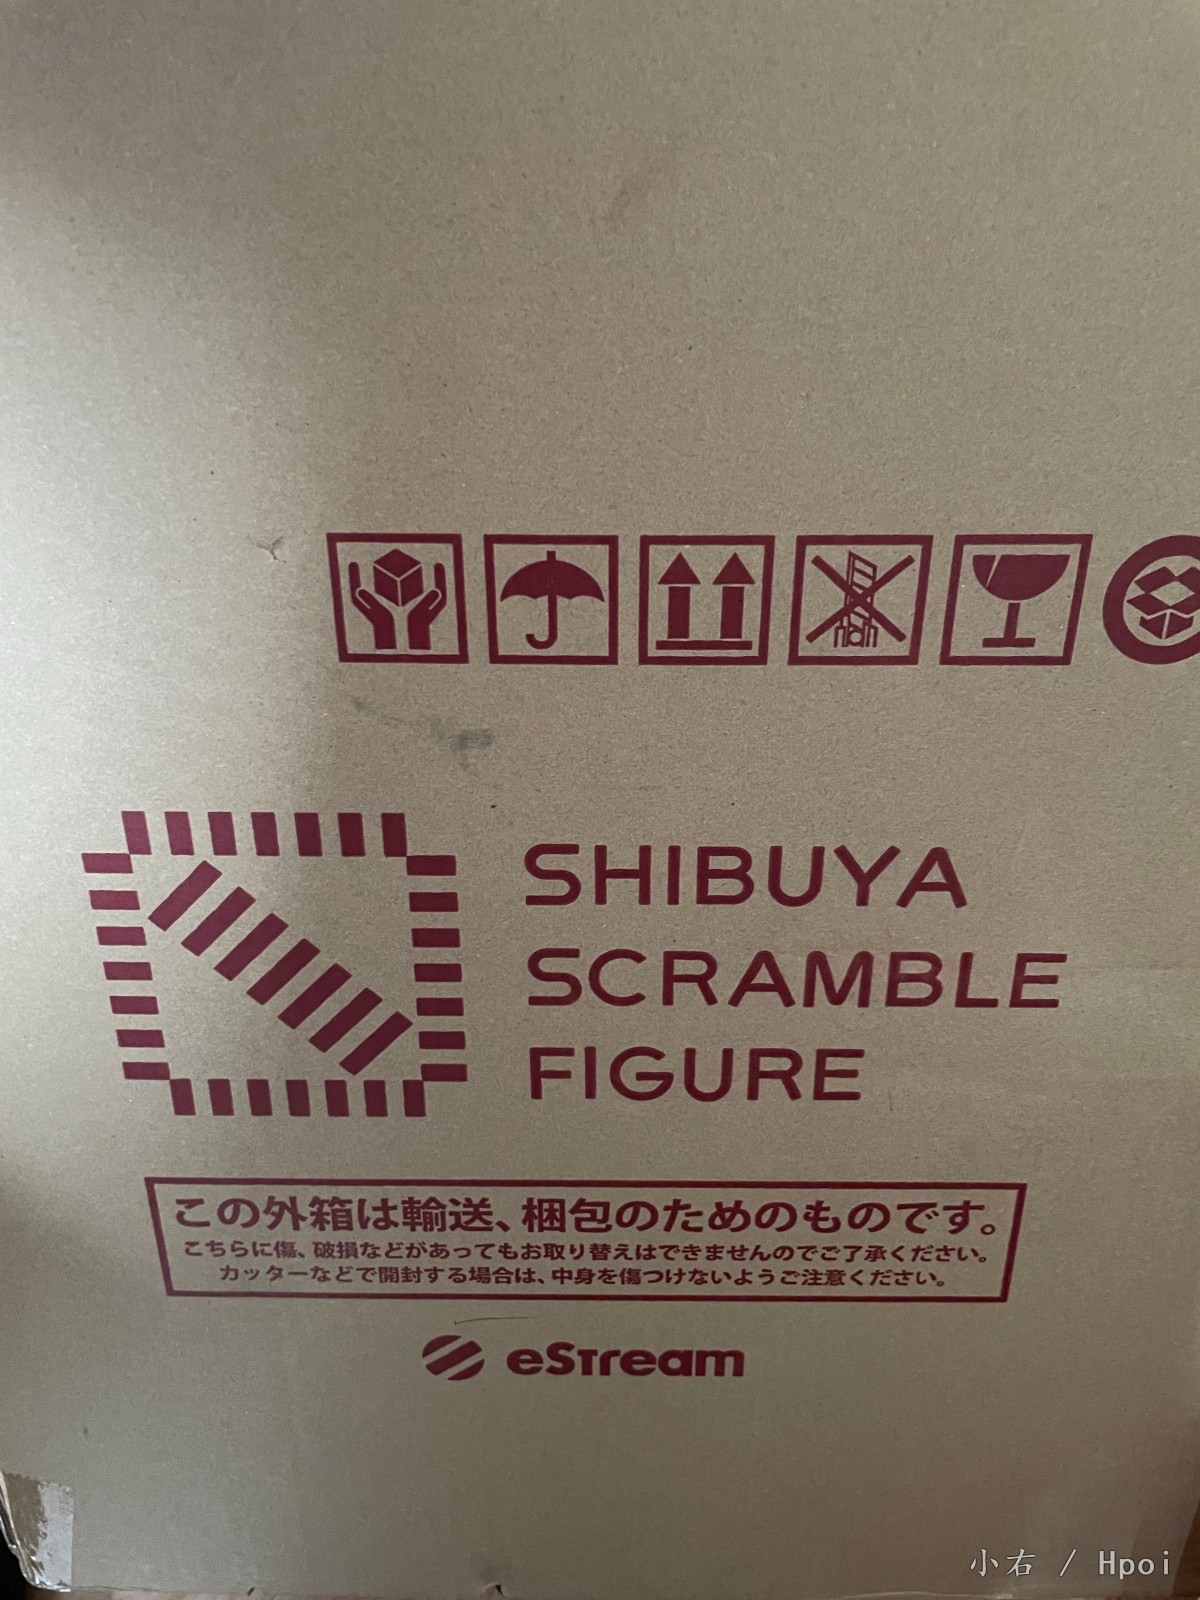 SHIBUYA
SCRAMBLE
FIGURE
この外箱は輸送、梱包のためのものです。
こちらに傷、破損などがあってもお取り替えはできませんのでご了承ください。
カッターなどで開封する場合は、中身を傷つけないようご注意ください。
eStream
小右 / Hpoi